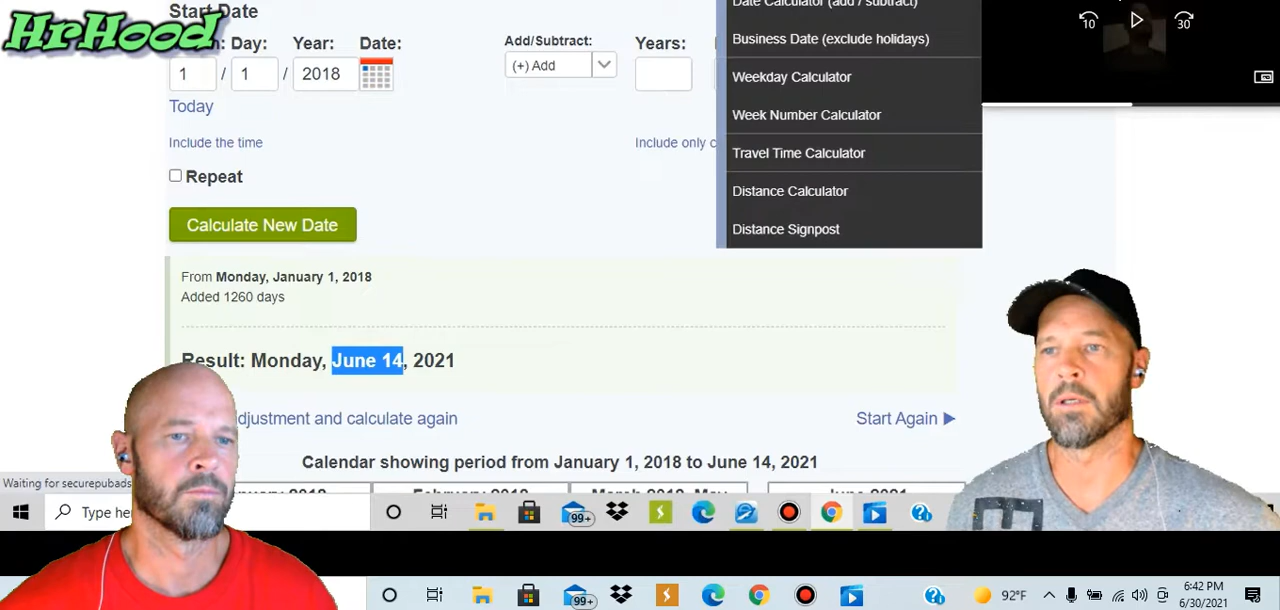 HrHood
Start Date
Day: Year: Date:
1 / 1 / 2018
Add/Subtract: Years:
(+) Add
Today
Include the time
Include only
Repeat
Calculate New Date
Date Calculator (add / subtract)
Business Date (exclude holidays)
Weekday Calculator
Week Number Calculator
Travel Time Calculator
Distance Calculator
Distance Signpost
10 30
From Monday, January 1, 2018
Added 1260 days
Result: Monday, June 14, 2021
djustment and calculate again
Start Again ▶
Calendar showing period from January 1, 2018 to June 14, 2021
Waiting for securepubads
Type he
99+
99+
92°F
6:42 PM
6/30/2021